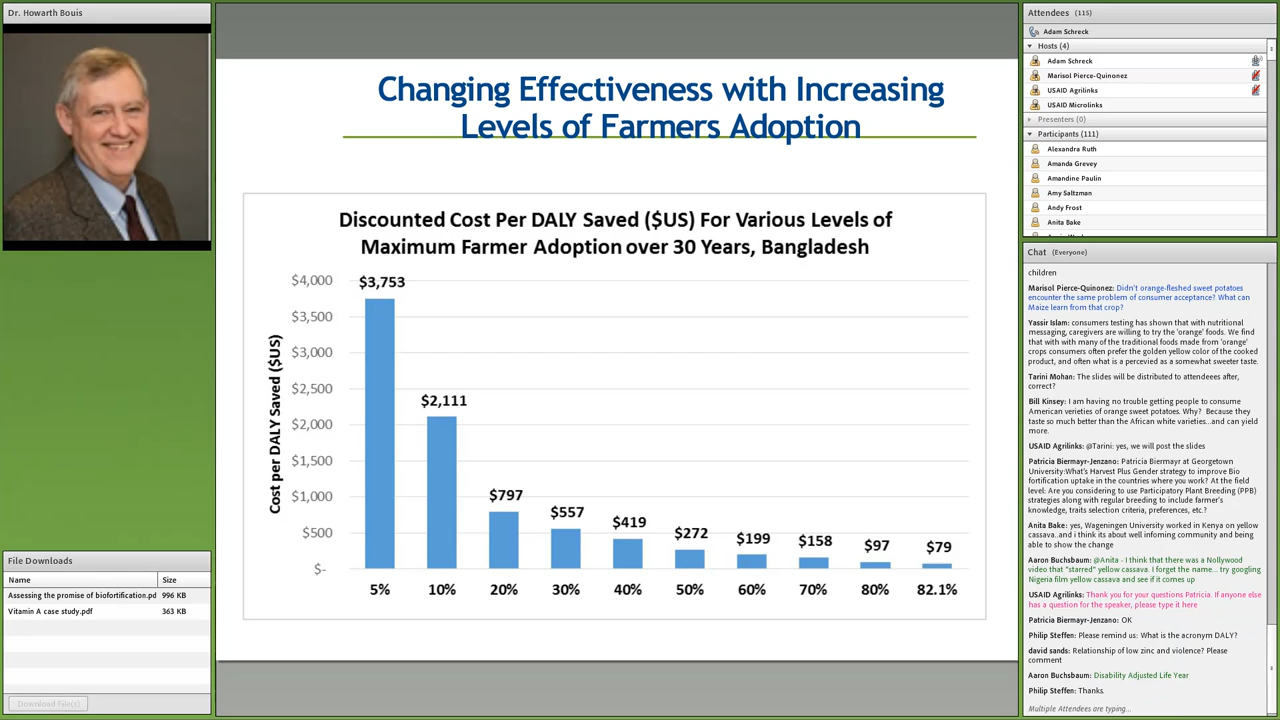 Dr. Howarth Bouis
Changing Effectiveness with Increasing
Levels of Farmers Adoption
Discounted Cost Per DALY Saved ($US) For Various Levels of
Maximum Farmer Adoption over 30 Years, Bangladesh
Cost per DALY Saved ($US)
$4,000
$3,500
$3,000
$2,500
$2,000
$1,500
$1,000
$500
$-
$3,753
$2,111
$797
$557
$419
$272
$199
$158
$97
$79
5% 10% 20% 30% 40% 50% 60% 70% 80% 82.1%
File Downloads
Name Size
Assessing the promise of biofortification.pd 996 KB
Vitamin A case study.pdf 363 KB
Download File(s)
Attendees (115)
Adam Schreck
Hosts (4)
Adam Schreck
Marisol Pierce-Quinonez
USAID Agrilinks
USAID Microlinks
Presenters (0)
Participants (111)
Alexandra Ruth
Amanda Grevey
Amandine Paulin
Amy Saltzman
Andy Frost
Anita Bake
Chat (Everyone)
children
Marisol Pierce-Quinonez: Didn't orange-fleshed sweet potatoes
encounter the same problem of consumer acceptance? What can
Maize learn from that crop?
Yassir Islam: consumers testing has shown that with nutritional
messaging, caregivers are willing to try the 'orange' foods. We find
that with with many of the traditional foods made from 'orange'
crops consumers often prefer the golden yellow color of the cooked
product, and often what is a percevied as a somewhat sweeter taste.
Tarini Mohan: The slides will be distributed to attendeees after,
correct?
Bill Kinsey: I am having no trouble getting people to consume
American verieties of orange sweet potatoes. Why? Because they
taste so much better than the African white varieties...and can yield
more.
USAID Agrilinks: @Tarini: yes, we will post the slides
Patricia Biermayr-Jenzano: Patricia Biermayr at Georgetown
University:What's Harvest Plus Gender strategy to improve Bio
fortification uptake in the countries where you work? At the field
level: Are you considering to use Participatory Plant Breeding (PPB)
strategies along with regular breeding to include farmer's
knowledge, traits selection criteria, preferences, etc.?
Anita Bake: yes, Wageningen University worked in Kenya on yellow
cassava..and i think its about well infoming community and being
able to show the change
Aaron Buchsbaum: @Anita - I think that there was a Nollywood
video that "starred" yellow cassava. I forget the name... try googling
Nigeria film yellow cassava and see if it comes up
USAID Agrilinks: Thank you for your questions Patricia. If anyone else
has a question for the speaker, please type it here
Patricia Biermayr-Jenzano: OK
Philip Steffen: Please remind us: What is the acronym DALY?
david sands: Relationship of low zinc and violence? Please
comment
Aaron Buchsbaum: Disability Adjusted Life Year
Philip Steffen: Thanks.
Multiple Attendees are typing...